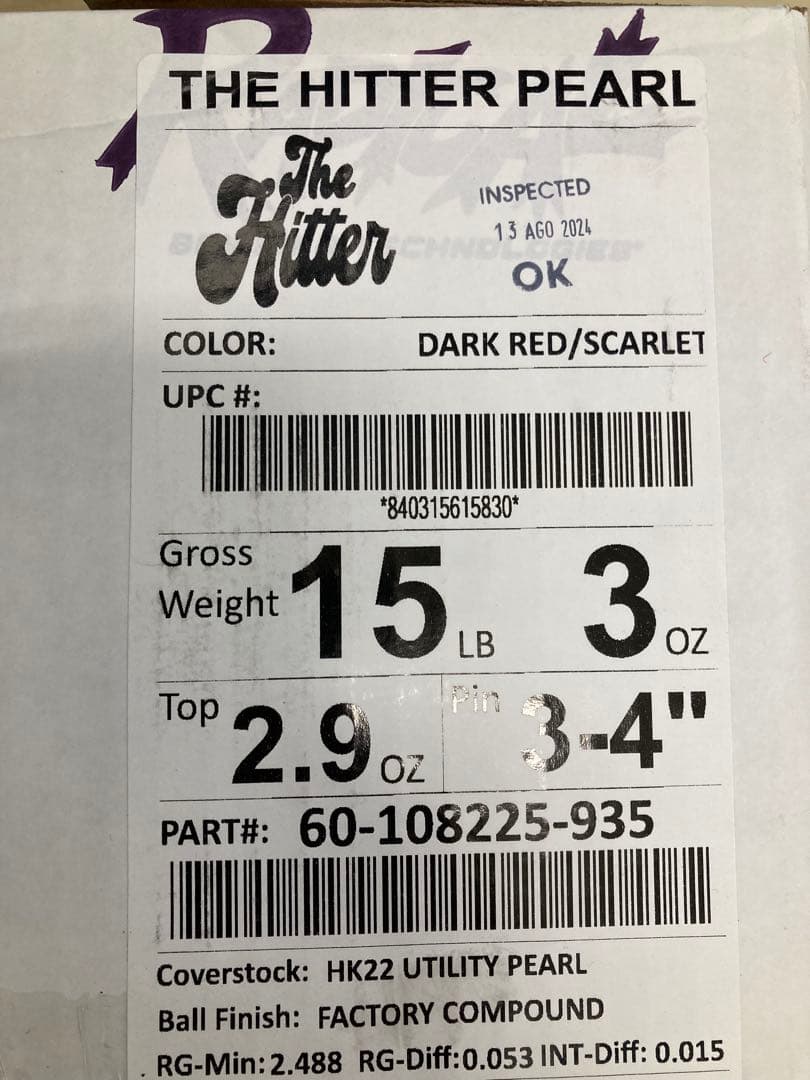 THE HITTER PEARL
The
Hitter
INSPECTED
13 AGO 2024
OK
COLOR: DARK RED/SCARLET
UPC #:
*840315615830*
Gross
Weight 15 LB 3 OZ
Top 2.9 OZ Pin 3-4"
PART#: 60-108225-935
Coverstock: HK22 UTILITY PEARL
Ball Finish: FACTORY COMPOUND
RG-Min: 2.488 RG-Diff: 0.053 INT-Diff: 0.015